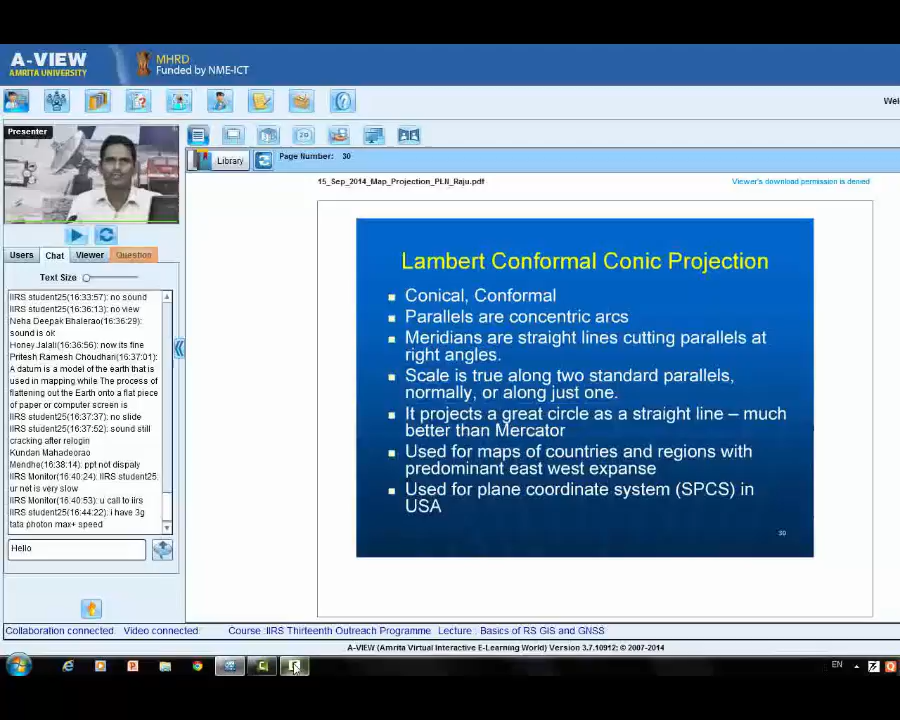 A-VIEW
AMRITA UNIVERSITY
MHRD
Funded by NME-ICT
Presenter
Library
Page Number: 30
15_Sep_2014_Map_Projection_PLN_Raju.pdf
Viewer's download permission is denied
Users Chat Viewer Question
Text Size
IIRS student25(16:33:57): no sound
IIRS student25(16:36:13): no view
Neha Deepak Bhalerao(16:36:29):
sound is ok
Honey Jalali(16:36:56): now its fine
Pritesh Ramesh Choudhari(16:37:01):
A datum is a model of the earth that is
used in mapping while The process of
flattening out the Earth onto a flat piece
of paper or computer screen is
IIRS student25(16:37:37): no slide
IIRS student25(16:37:52): sound still
cracking after relogin
Kundan Mahadeorao
Mendhe(16:38:14): ppt not dispaly
IIRS Monitor(16:40:24): IIRS student25:
ur net is very slow
IIRS Monitor(16:40:53): u call to iirs
IIRS student25(16:44:22): i have 3g
tata photon max+ speed
Hello
Lambert Conformal Conic Projection
Conical, Conformal
Parallels are concentric arcs
Meridians are straight lines cutting parallels at
right angles.
Scale is true along two standard parallels,
normally, or along just one.
It projects a great circle as a straight line – much
better than Mercator
Used for maps of countries and regions with
predominant east west expanse
Used for plane coordinate system (SPCS) in
USA
30
Collaboration connected Video connected Course :IIRS Thirteenth Outreach Programme Lecture : Basics of RS GIS and GNSS
A-VIEW (Amrita Virtual Interactive E-Learning World) Version 3.7.10912; © 2007-2014
EN